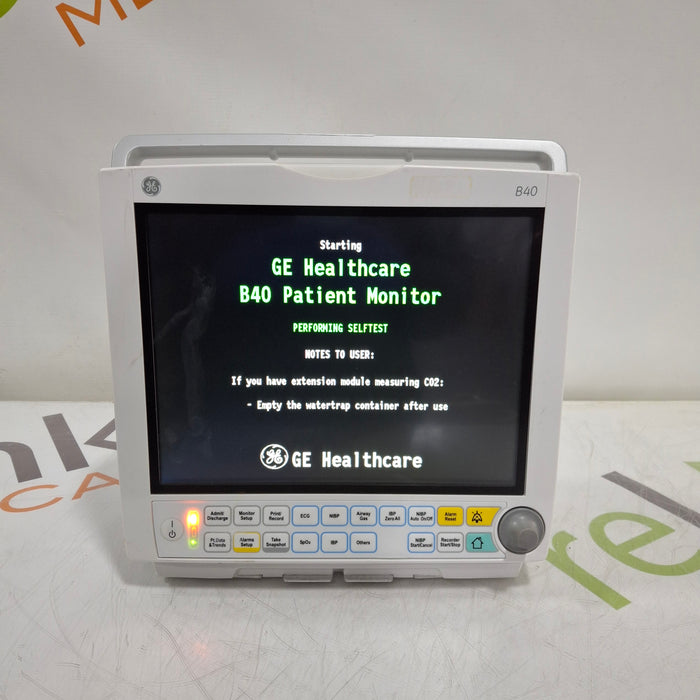 B40
Starting
GE Healthcare
B40 Patient Monitor
PERFORMING SELFTEST
NOTES TO USER:
If you have extension module measuring CO2:
- Empty the watertrap container after use
GE Healthcare
Admit/ Discharge
Monitor Setup
Print/ Record
ECG
NIBP
Airway Gas
IBP Zero All
NIBP Auto On/Off
Alarm Reset
Pt.Data & Trends
Alarms Setup
Take Snapshot
SpO₂
IBP
Others
NIBP Start/Cancel
Recorder Start/Stop